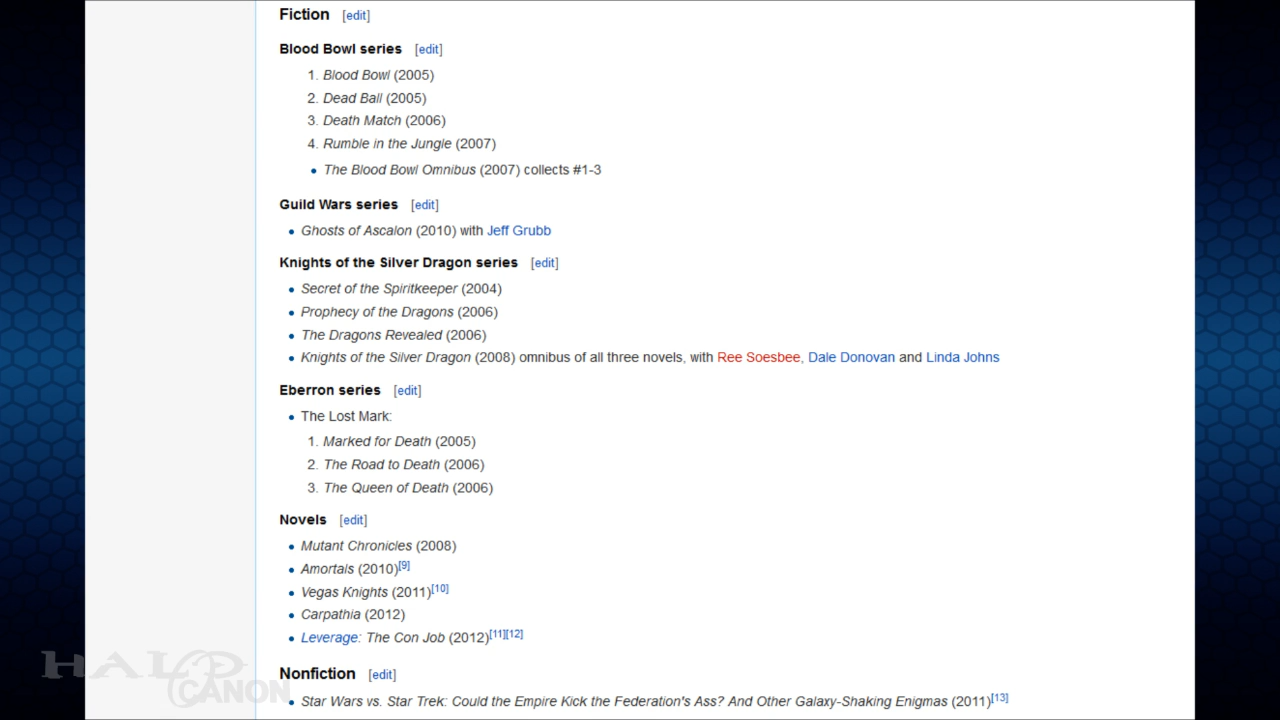 Fiction [edit]
Blood Bowl series [edit]
1. Blood Bowl (2005)
2. Dead Ball (2005)
3. Death Match (2006)
4. Rumble in the Jungle (2007)
• The Blood Bowl Omnibus (2007) collects #1-3
Guild Wars series [edit]
• Ghosts of Ascalon (2010) with Jeff Grubb
Knights of the Silver Dragon series [edit]
• Secret of the Spiritkeeper (2004)
• Prophecy of the Dragons (2006)
• The Dragons Revealed (2006)
• Knights of the Silver Dragon (2008) omnibus of all three novels, with Ree Soesbee, Dale Donovan and Linda Johns
Eberron series [edit]
• The Lost Mark:
1. Marked for Death (2005)
2. The Road to Death (2006)
3. The Queen of Death (2006)
Novels [edit]
• Mutant Chronicles (2008)
• Amortals (2010)[9]
• Vegas Knights (2011)[10]
• Carpathia (2012)
• Leverage: The Con Job (2012)[11][12]
Nonfiction [edit]
• Star Wars vs. Star Trek: Could the Empire Kick the Federation's Ass? And Other Galaxy-Shaking Enigmas (2011)[13]
HALO
CANON